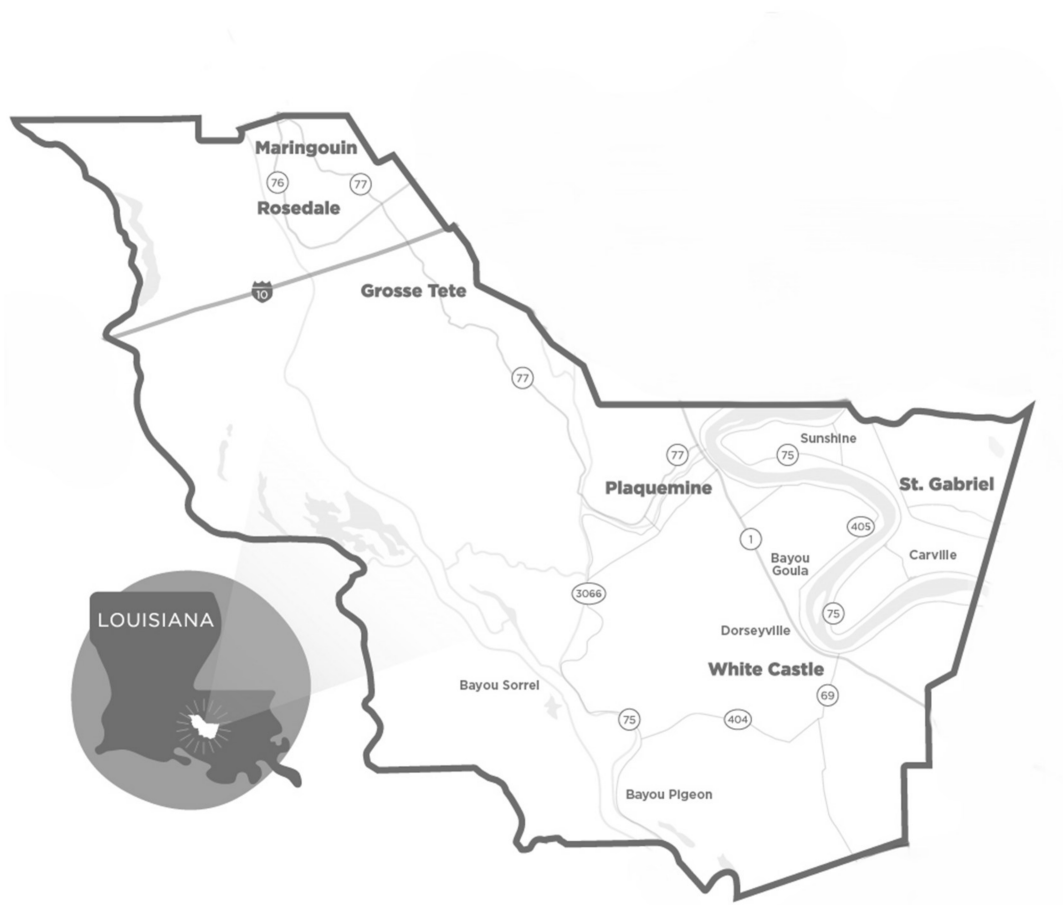 Maringouin
76
77
Rosedale
10
Grosse Tete
77
Sunshine
77
75
Plaquemine
St. Gabriel
405
1
Bayou
Goula
Carville
3066
75
LOUISIANA
Dorseyville
White Castle
Bayou Sorrel
69
75
404
Bayou Pigeon